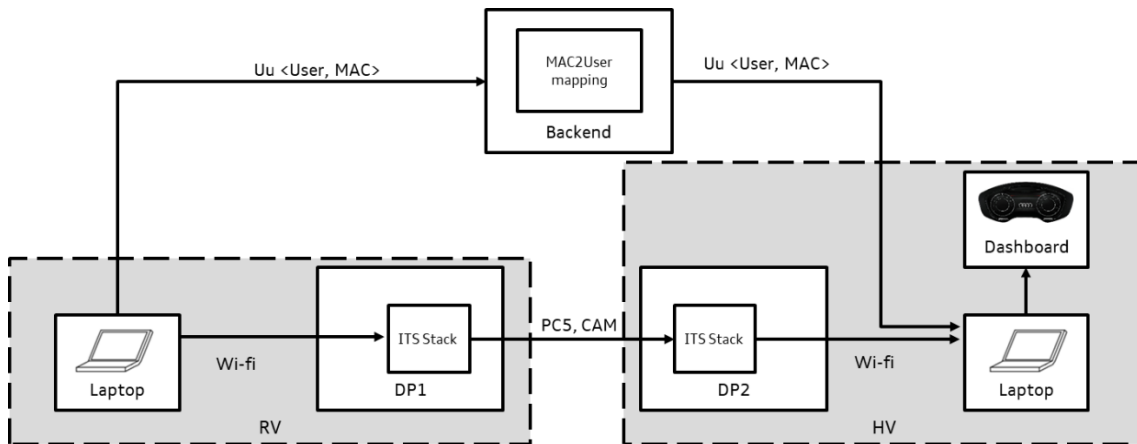 Uu <User, MAC>
MAC2User
mapping
Backend
Uu <User, MAC>
Dashboard
Laptop
Wi-fi
ITS Stack
DP1
RV
PC5, CAM
ITS Stack
DP2
Wi-fi
Laptop
HV